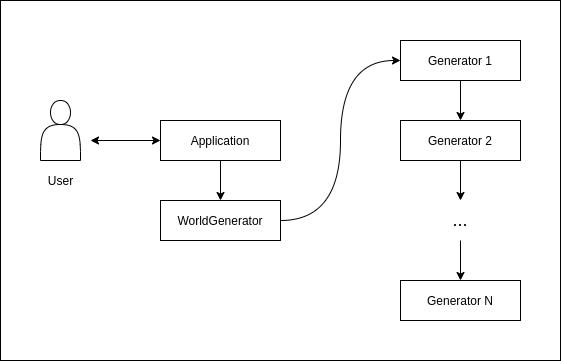 User
Application
WorldGenerator
Generator 1
Generator 2
...
Generator N